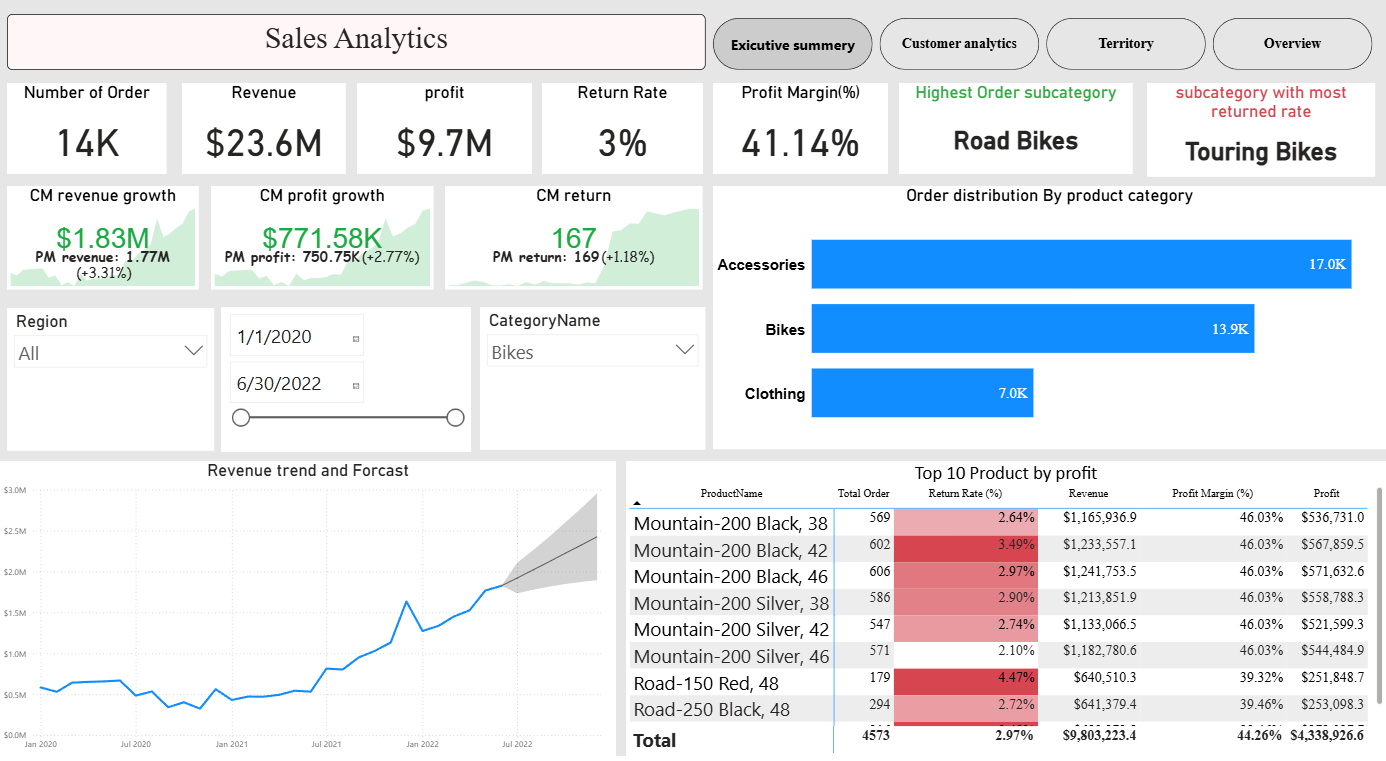 Sales Analytics
Exicutive summery
Customer analytics
Territory
Overview
Number of Order
14K
Revenue
$23.6M
profit
$9.7M
Return Rate
3%
Profit Margin(%)
41.14%
Highest Order subcategory
Road Bikes
subcategory with most
returned rate
Touring Bikes
CM revenue growth
$1.83M
PM revenue: 1.77M
(+3.31%)
CM profit growth
$771.58K
PM profit: 750.75K (+2.77%)
CM return
167
PM return: 169 (+1.18%)
Order distribution By product category
Accessories 17.0K
Bikes 13.9K
Clothing 7.0K
Region
All
1/1/2020
6/30/2022
CategoryName
Bikes
Revenue trend and Forcast
$3.0M
$2.5M
$2.0M
$1.5M
$1.0M
$0.5M
$0.0M
Jan 2020 Jul 2020 Jan 2021 Jul 2021 Jan 2022 Jul 2022
Top 10 Product by profit
ProductName Total Order Return Rate (%) Revenue Profit Margin (%) Profit
Mountain-200 Black, 38 569 2.64% $1,165,936.9 46.03% $536,731.0
Mountain-200 Black, 42 602 3.49% $1,233,557.1 46.03% $567,859.5
Mountain-200 Black, 46 606 2.97% $1,241,753.5 46.03% $571,632.6
Mountain-200 Silver, 38 586 2.90% $1,213,851.9 46.03% $558,788.3
Mountain-200 Silver, 42 547 2.74% $1,133,066.5 46.03% $521,599.3
Mountain-200 Silver, 46 571 2.10% $1,182,780.6 46.03% $544,484.9
Road-150 Red, 48 179 4.47% $640,510.3 39.32% $251,848.7
Road-250 Black, 48 294 2.72% $641,379.4 39.46% $253,098.3
Total 4573 2.97% $9,803,223.4 44.26% $4,338,926.6